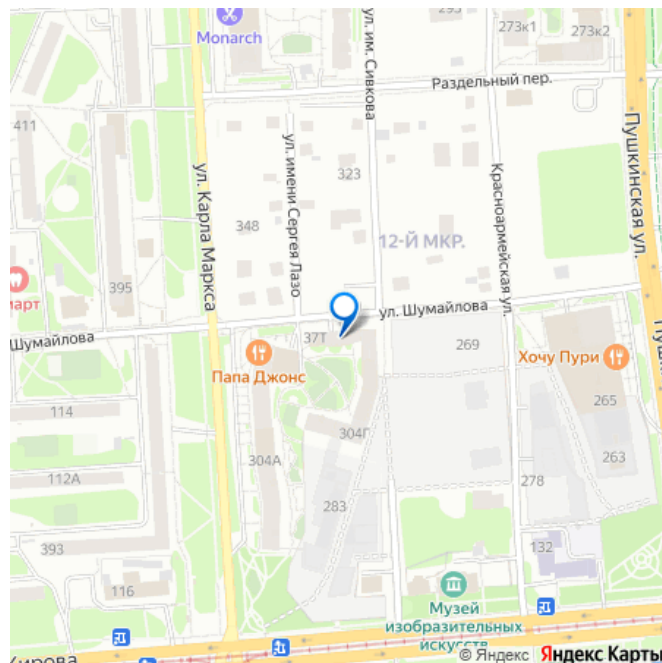 293
273к1
273к2
Monarch
Раздельный пер.
ул. им. Сивкова
411
ул. имени Сергея Лазо
323
Пушкинская ул.
ул. Карла Маркса
Красноармейская ул.
348
12-Й МКР.
395
март
ул. Шумайлова
Шумайлова
37Т
269
Хочу Пури
Папа Джонс
265
114
304Г
263
304А
112А
278
283
393
132
116
Музей
изобразительных
искусств
Кирова
© Яндекс
Яндекс Карты